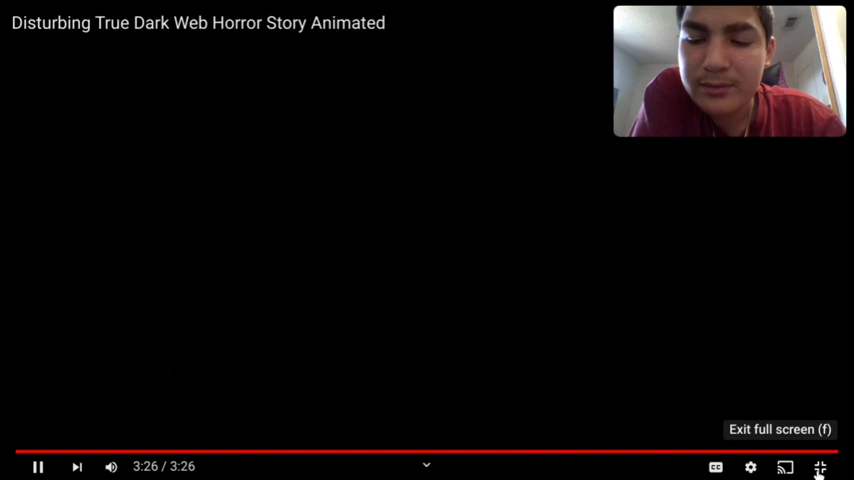 Disturbing True Dark Web Horror Story Animated
Exit full screen (f)
3:26 / 3:26
CC